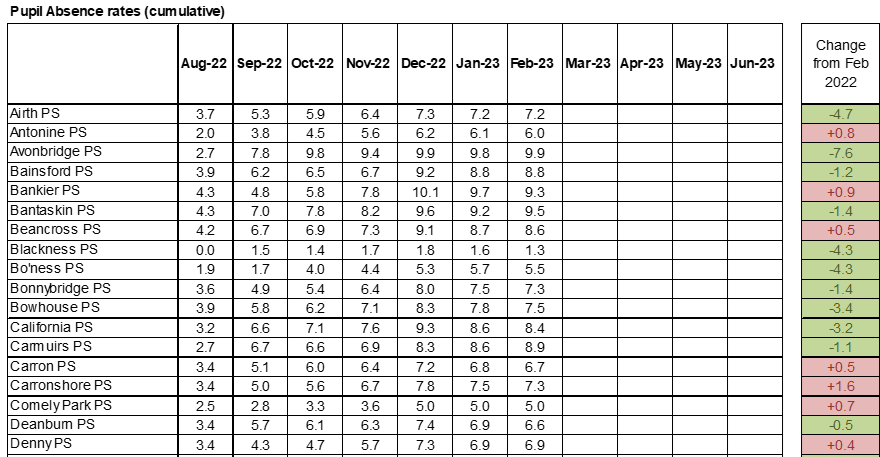 Pupil Absence rates (cumulative)
Aug-22 Sep-22 Oct-22 Nov-22 Dec-22 Jan-23 Feb-23 Mar-23 Apr-23 May-23 Jun-23 Change from Feb 2022
Airth PS 3.7 5.3 5.9 6.4 7.3 7.2 7.2 -4.7
Antonine PS 2.0 3.8 4.5 5.6 6.2 6.1 6.0 +0.8
Avonbridge PS 2.7 7.8 9.8 9.4 9.9 9.8 9.9 -7.6
Bainsford PS 3.9 6.2 6.5 6.7 9.2 8.8 8.8 -1.2
Bankier PS 4.3 4.8 5.8 7.8 10.1 9.7 9.3 +0.9
Bantaskin PS 4.3 7.0 7.8 8.2 9.6 9.2 9.5 -1.4
Beancross PS 4.2 6.7 6.9 7.3 9.1 8.7 8.6 +0.5
Blackness PS 0.0 1.5 1.4 1.7 1.8 1.6 1.3 -4.3
Bo'ness PS 1.9 1.7 4.0 4.4 5.3 5.7 5.5 -4.3
Bonnybridge PS 3.6 4.9 5.4 6.4 8.0 7.5 7.3 -1.4
Bowhouse PS 3.9 5.8 6.2 7.1 8.3 7.8 7.5 -3.4
California PS 3.2 6.6 7.1 7.6 9.3 8.6 8.4 -3.2
Carmuirs PS 2.7 6.7 6.6 6.9 8.3 8.6 8.9 -1.1
Carron PS 3.4 5.1 6.0 6.4 7.2 6.8 6.7 +0.5
Carronshore PS 3.4 5.0 5.6 6.7 7.8 7.5 7.3 +1.6
Comely Park PS 2.5 2.8 3.3 3.6 5.0 5.0 5.0 +0.7
Deanburn PS 3.4 5.7 6.1 6.3 7.4 6.9 6.6 -0.5
Denny PS 3.4 4.3 4.7 5.7 7.3 6.9 6.9 +0.4